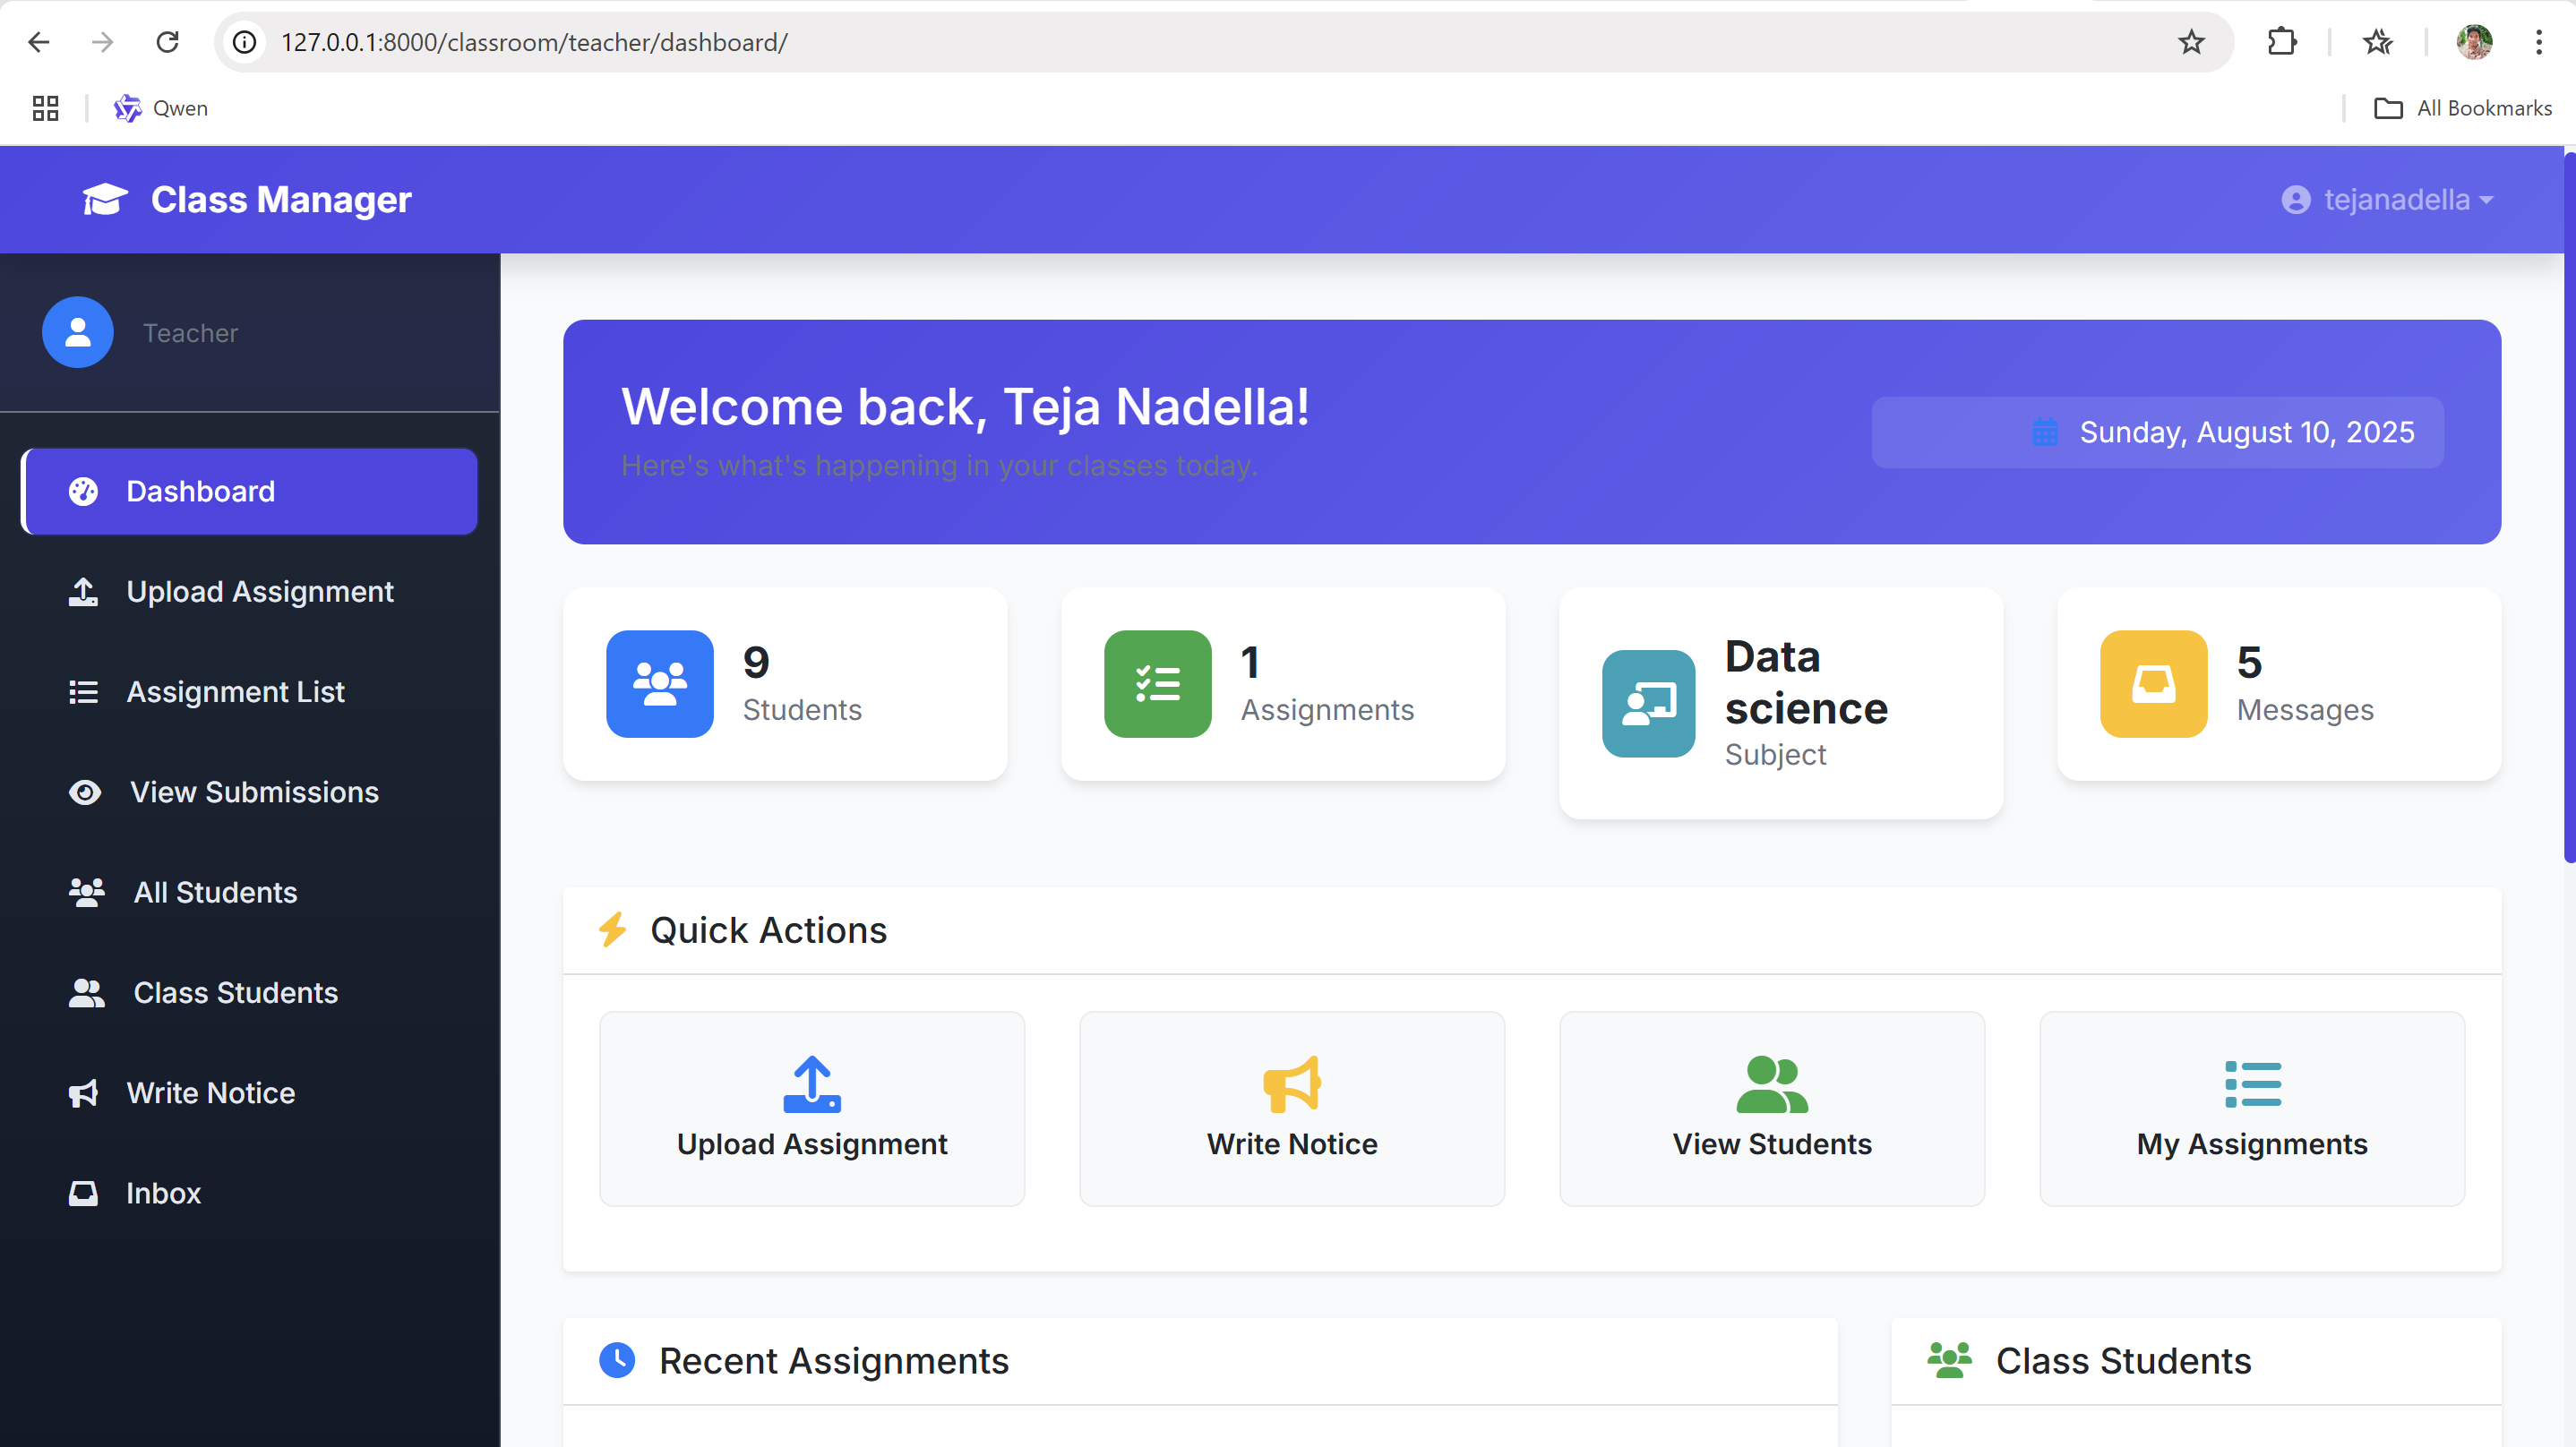 127.0.0.1:8000/classroom/teacher/dashboard/
Qwen
All Bookmarks
Class Manager
tejanadella
Teacher
Dashboard
Upload Assignment
Assignment List
View Submissions
All Students
Class Students
Write Notice
Inbox
Welcome back, Teja Nadella!
Here's what's happening in your classes today.
Sunday, August 10, 2025
9
Students
1
Assignments
Data
science
Subject
5
Messages
Quick Actions
Upload Assignment
Write Notice
View Students
My Assignments
Recent Assignments
Class Students